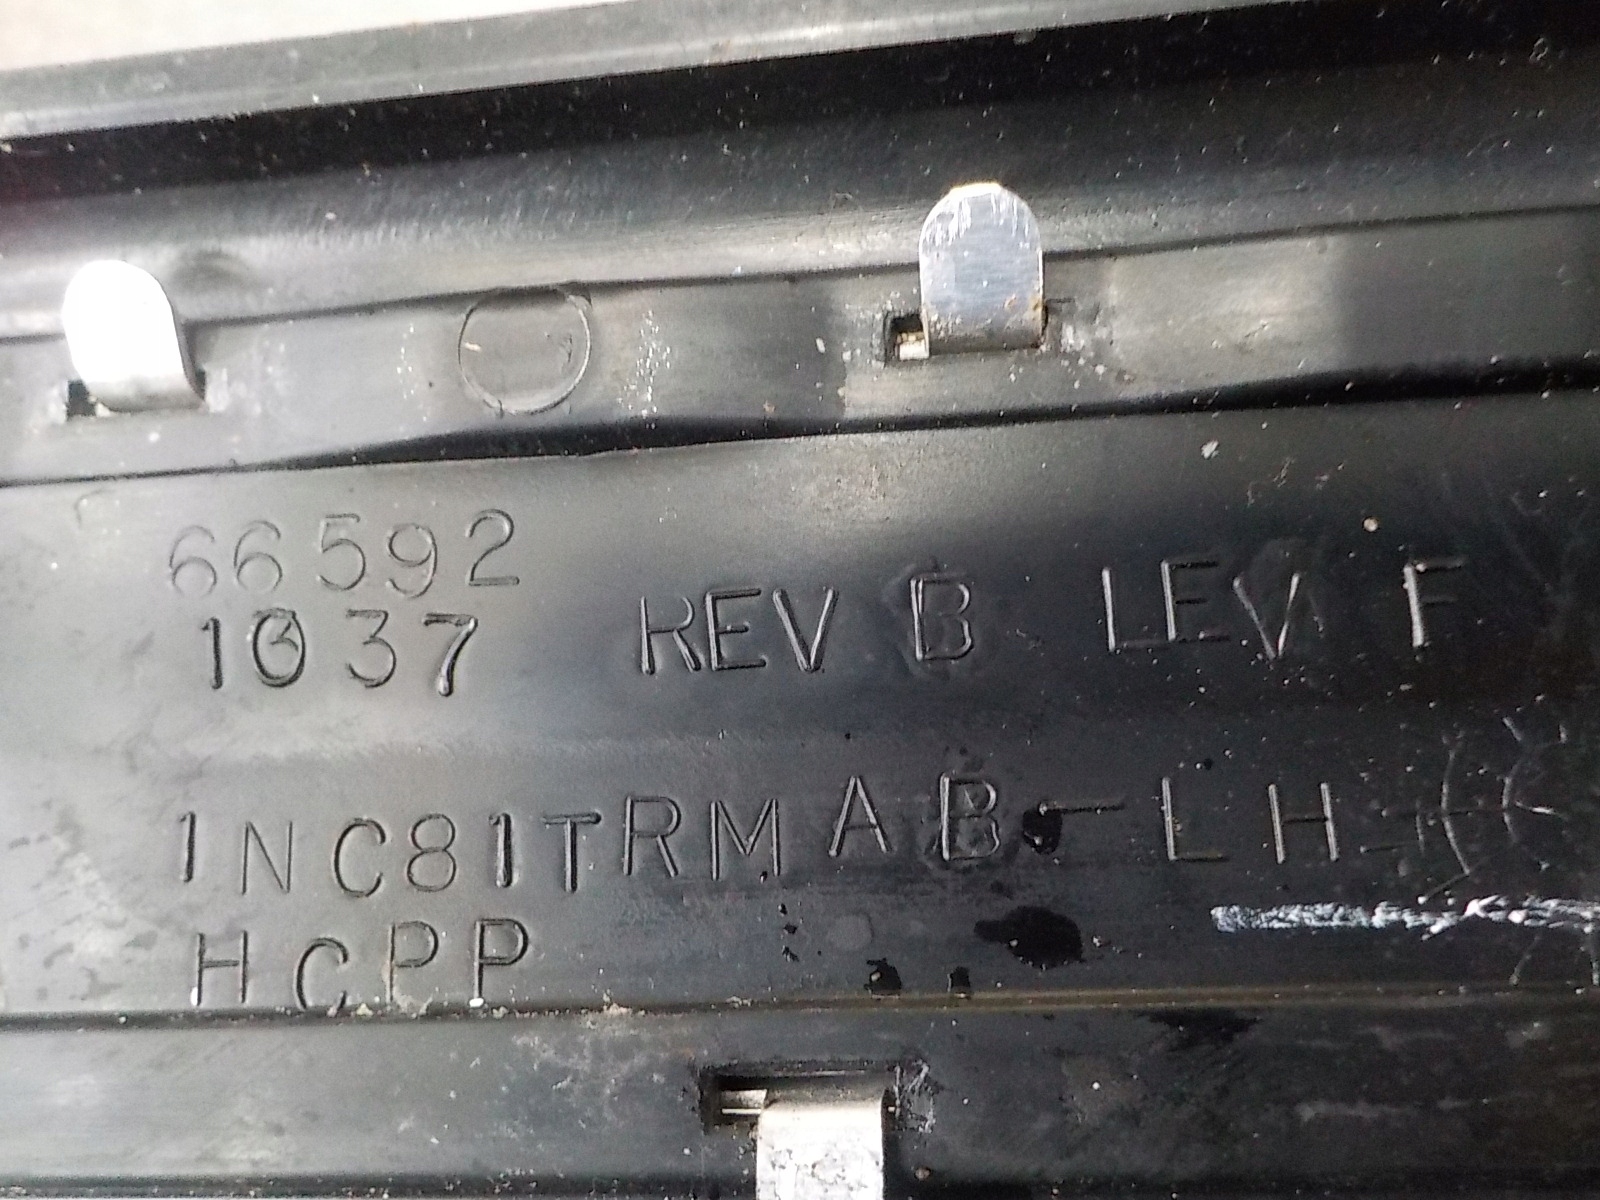 66592
1037 REV B LEV F
1NC81TRMAB-LH-
HCPP